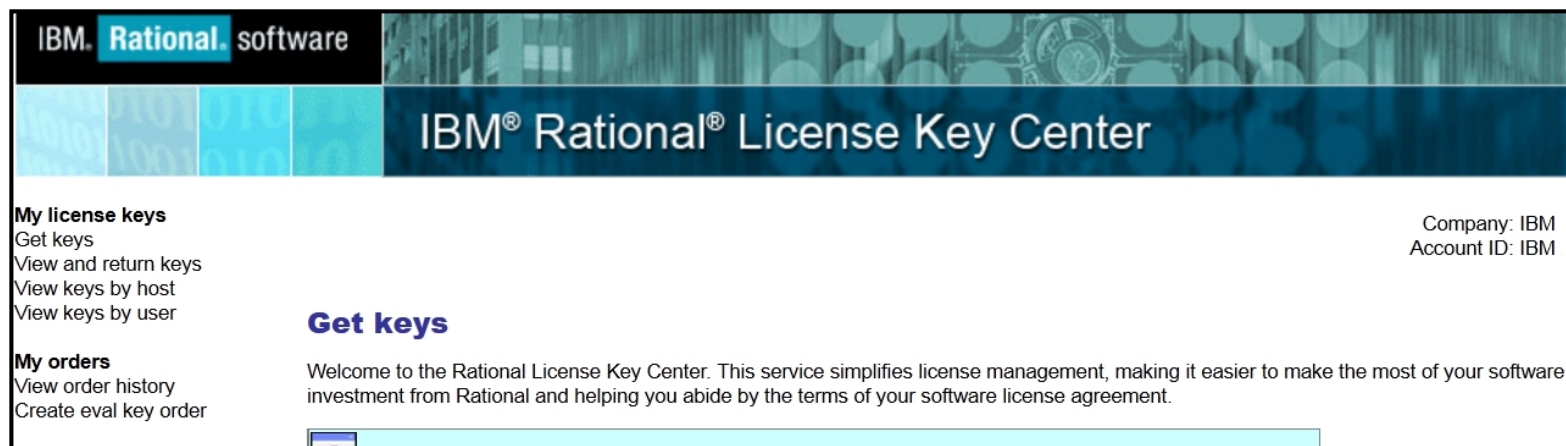 IBM. Rational. software
IBM® Rational® License Key Center
My license keys
Get keys
View and return keys
View keys by host
View keys by user
My orders
View order history
Create eval key order
Company: IBM
Account ID: IBM
Get keys
Welcome to the Rational License Key Center. This service simplifies license management, making it easier to make the most of your software
investment from Rational and helping you abide by the terms of your software license agreement.